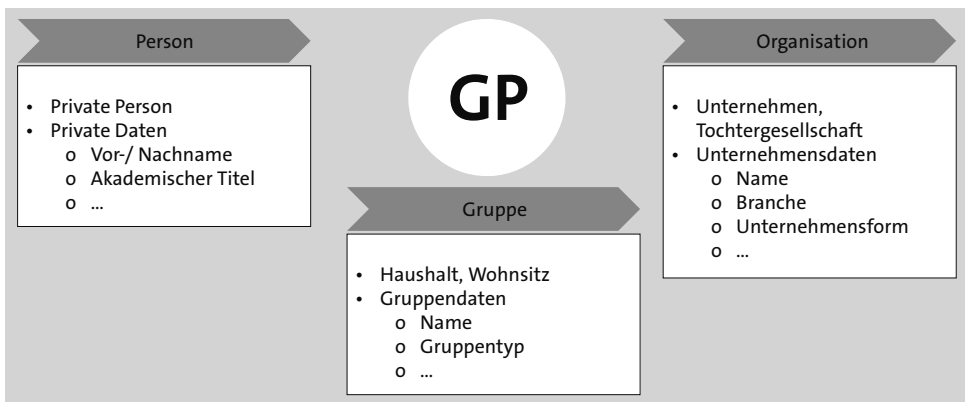 Person
• Private Person
• Private Daten
o Vor-/ Nachname
o Akademischer Titel
o ...
GP
Gruppe
• Haushalt, Wohnsitz
• Gruppendaten
o Name
o Gruppentyp
o ...
Organisation
• Unternehmen,
Tochtergesellschaft
• Unternehmensdaten
o Name
o Branche
o Unternehmensform
o ...